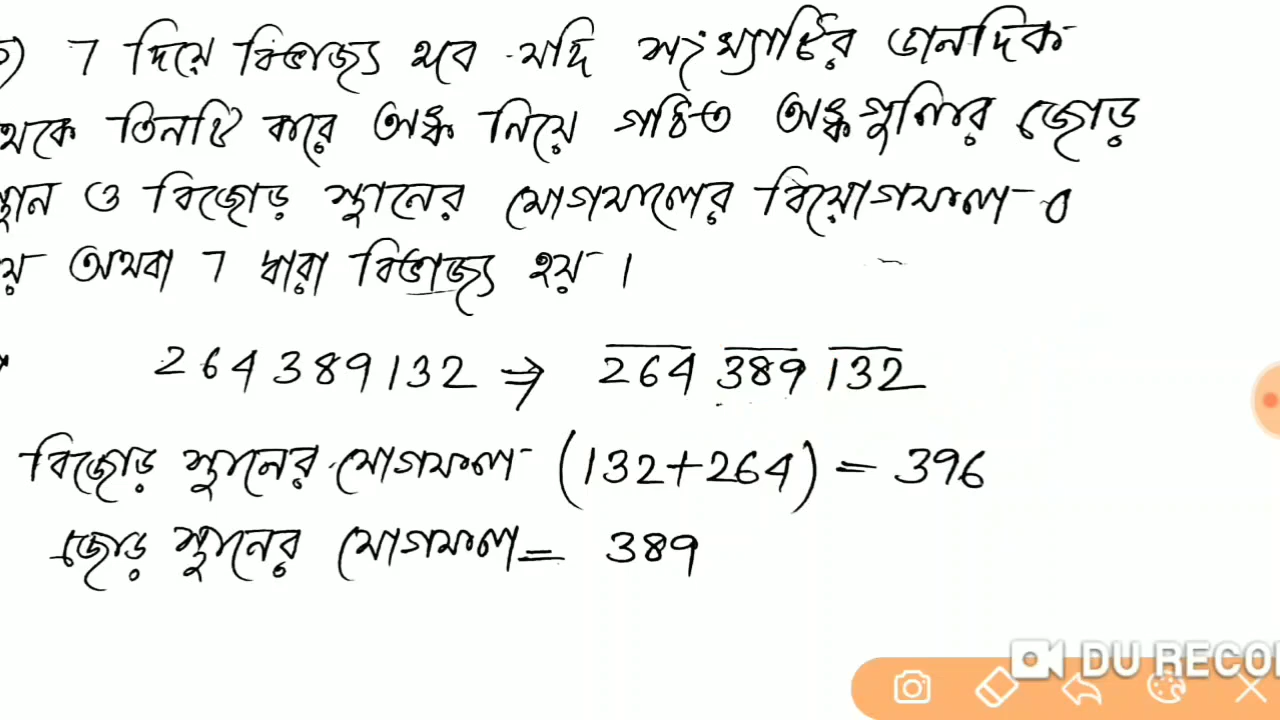 ) 7 দিয়ে বিভাজ্য হবে যদি সংখ্যাটির ডানদিক
থেকে তিনটি করে অঙ্ক নিয়ে গঠিত অঙ্কগুলির জোড়
স্থান ও বিজোড় স্থানের যোগফলের বিয়োগফল 0
য় অথবা 7 দ্বারা বিভাজ্য হয় ।
264389132 ⇒ 264 389 132
বিজোড় স্থানের যোগফল (132+264) = 396
জোড় স্থানের যোগফল = 389
DU RECO